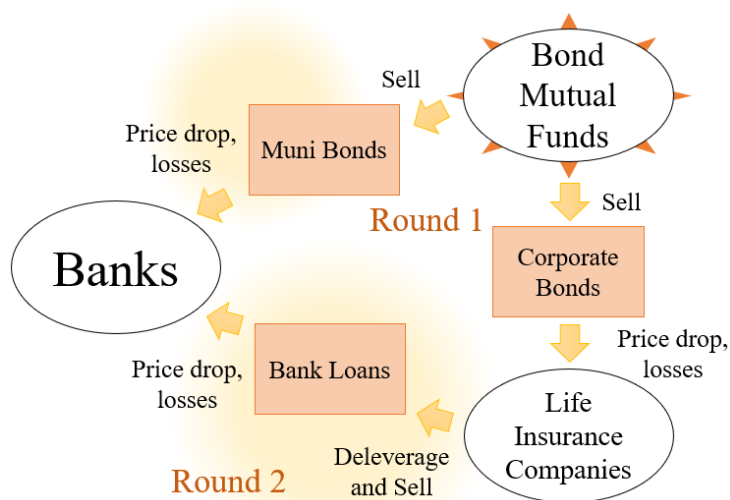 Bond
Mutual
Funds
Sell
Muni Bonds
Price drop,
losses
Sell
Round 1
Corporate
Bonds
Banks
Price drop,
losses
Bank Loans
Price drop,
losses
Life
Insurance
Companies
Deleverage
and Sell
Round 2